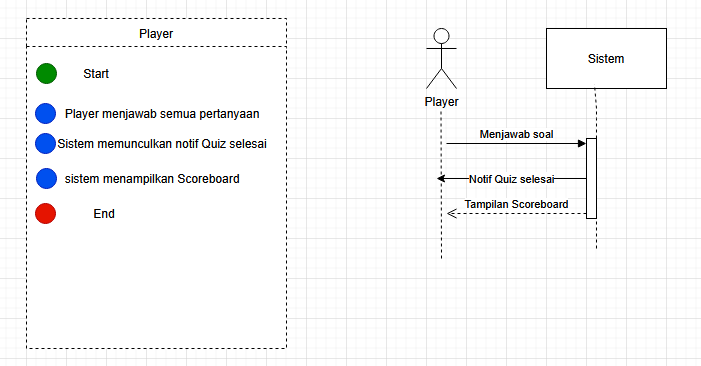 Player
Start
Player menjawab semua pertanyaan
Sistem memunculkan notif Quiz selesai
sistem menampilkan Scoreboard
End
Player
Sistem
Menjawab soal
Notif Quiz selesai
Tampilan Scoreboard